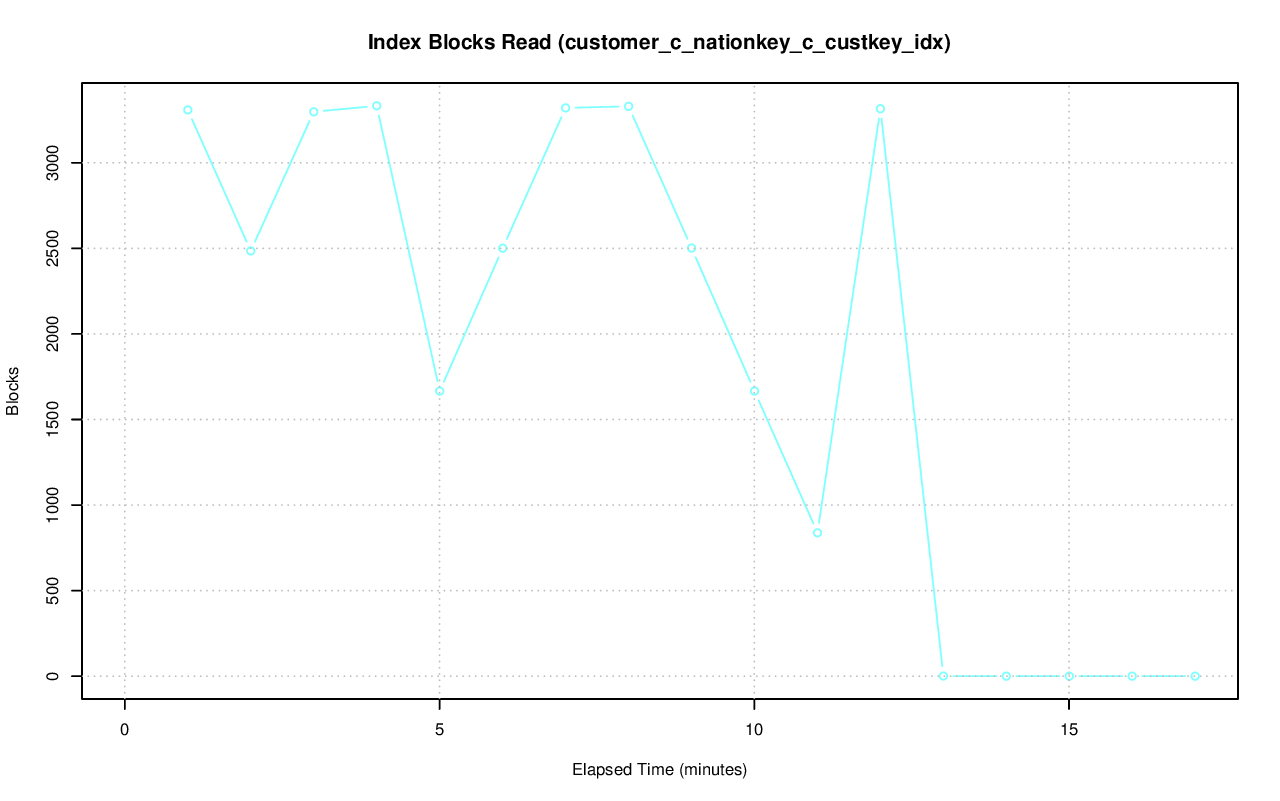 Index Blocks Read (customer_c_nationkey_c_custkey_idx)
Blocks
3000
2500
2000
1500
1000
500
0
0 5 10 15
Elapsed Time (minutes)